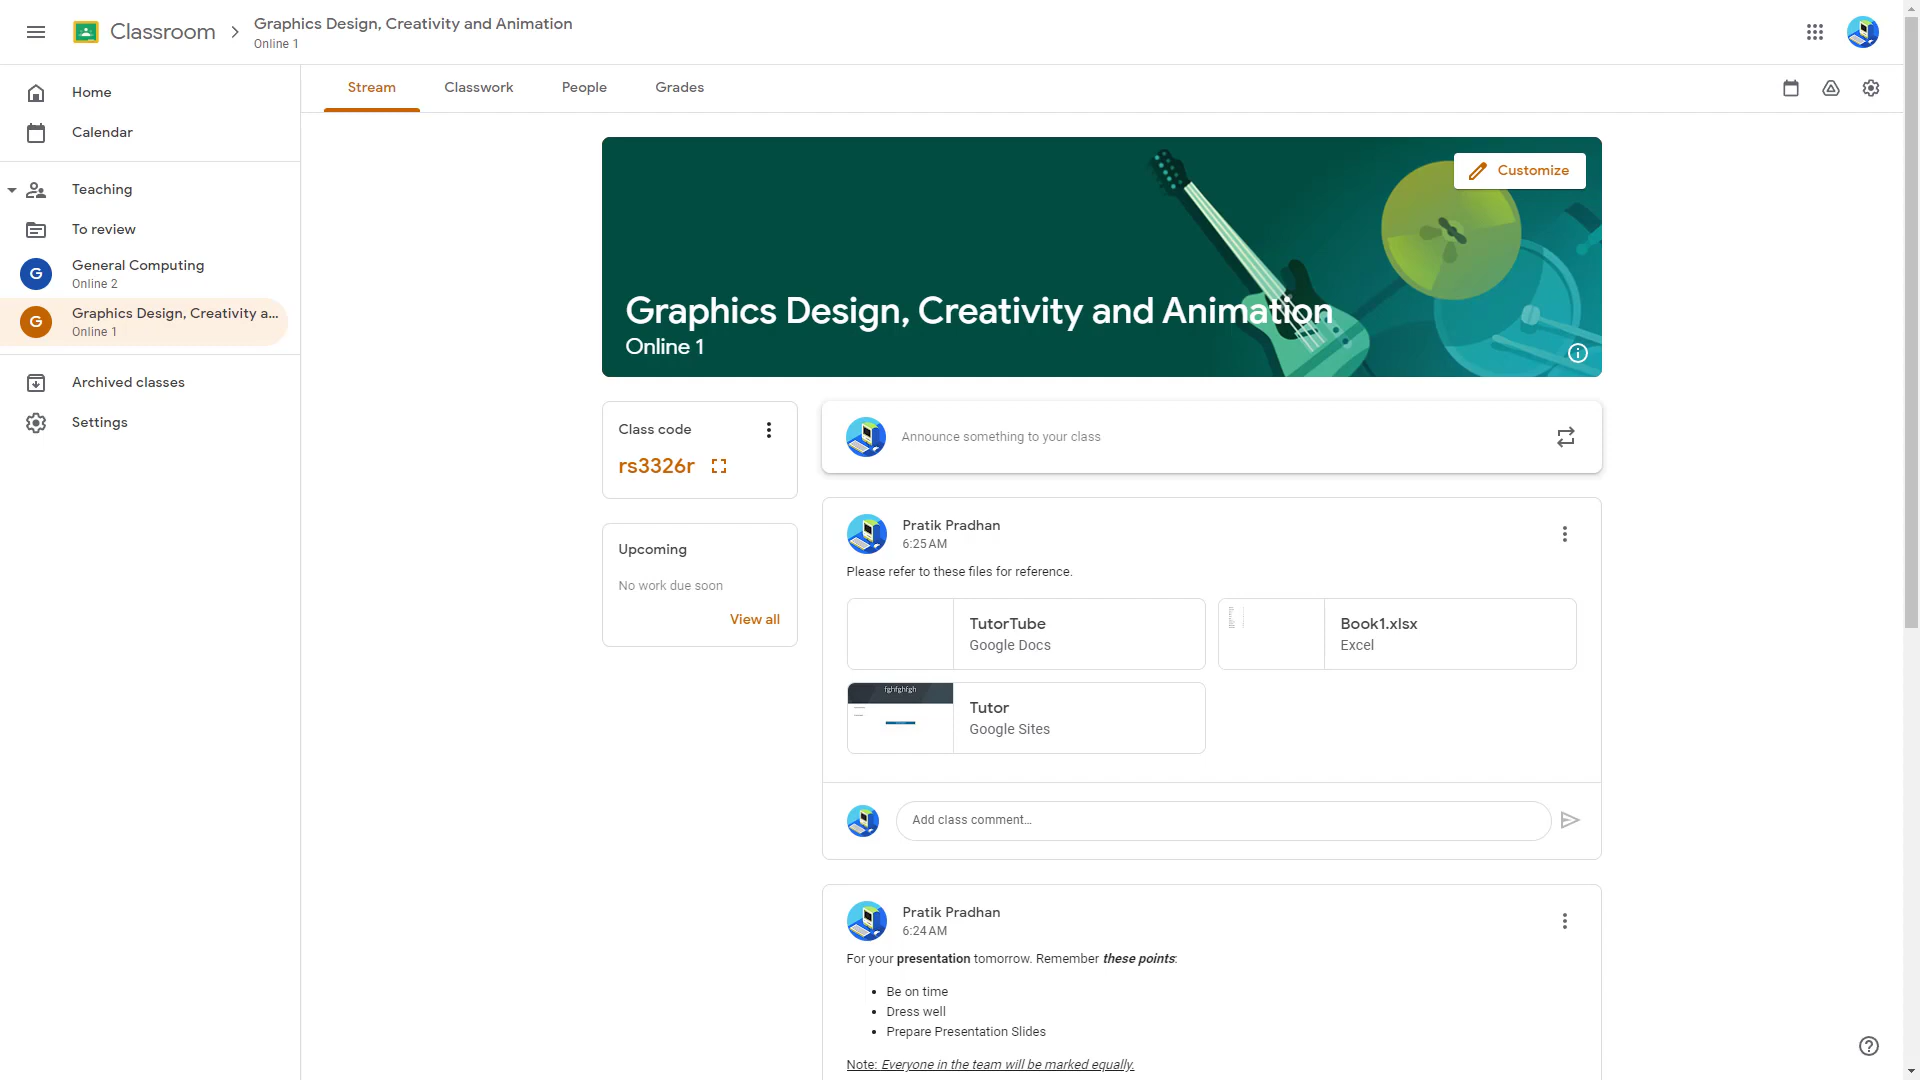 Classroom
Graphics Design, Creativity and Animation
Online 1
Home
Calendar
Teaching
To review
G
General Computing
Online 2
G
Graphics Design, Creativity a...
Online 1
Archived classes
Settings
Stream
Classwork
People
Grades
Customize
Graphics Design, Creativity and Animation
Online 1
Class code
rs3326r
Upcoming
No work due soon
View all
Announce something to your class
Pratik Pradhan
6:25 AM
Please refer to these files for reference.
TutorTube
Google Docs
Book1.xlsx
Excel
fghfghfgh
Tutor
Google Sites
Add class comment…
Pratik Pradhan
6:24 AM
For your presentation tomorrow. Remember these points:
Be on time
Dress well
Prepare Presentation Slides
Note: Everyone in the team will be marked equally.